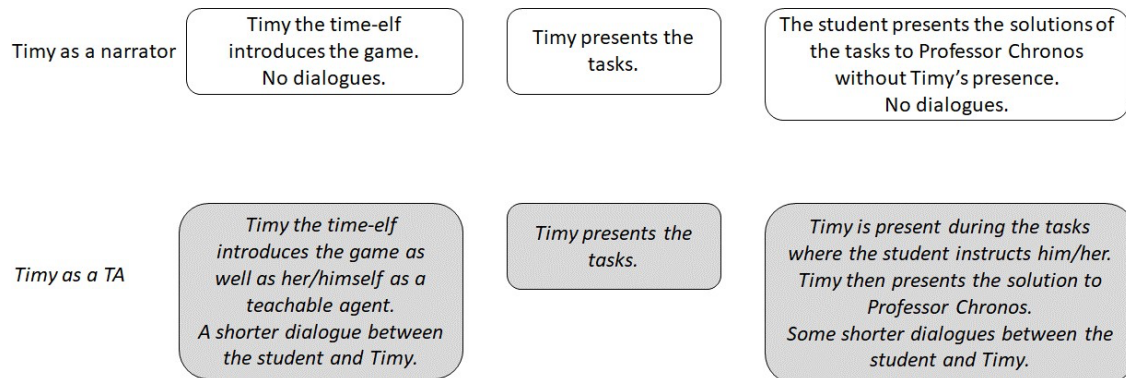 Timy as a narrator
Timy the time-elf
introduces the game.
No dialogues.
Timy presents the
tasks.
The student presents the solutions of
the tasks to Professor Chronos
without Timy’s presence.
No dialogues.
Timy as a TA
Timy the time-elf
introduces the game as
well as her/himself as a
teachable agent.
A shorter dialogue between
the student and Timy.
Timy presents the
tasks.
Timy is present during the tasks
where the student instructs him/her.
Timy then presents the solution to
Professor Chronos.
Some shorter dialogues between the
student and Timy.